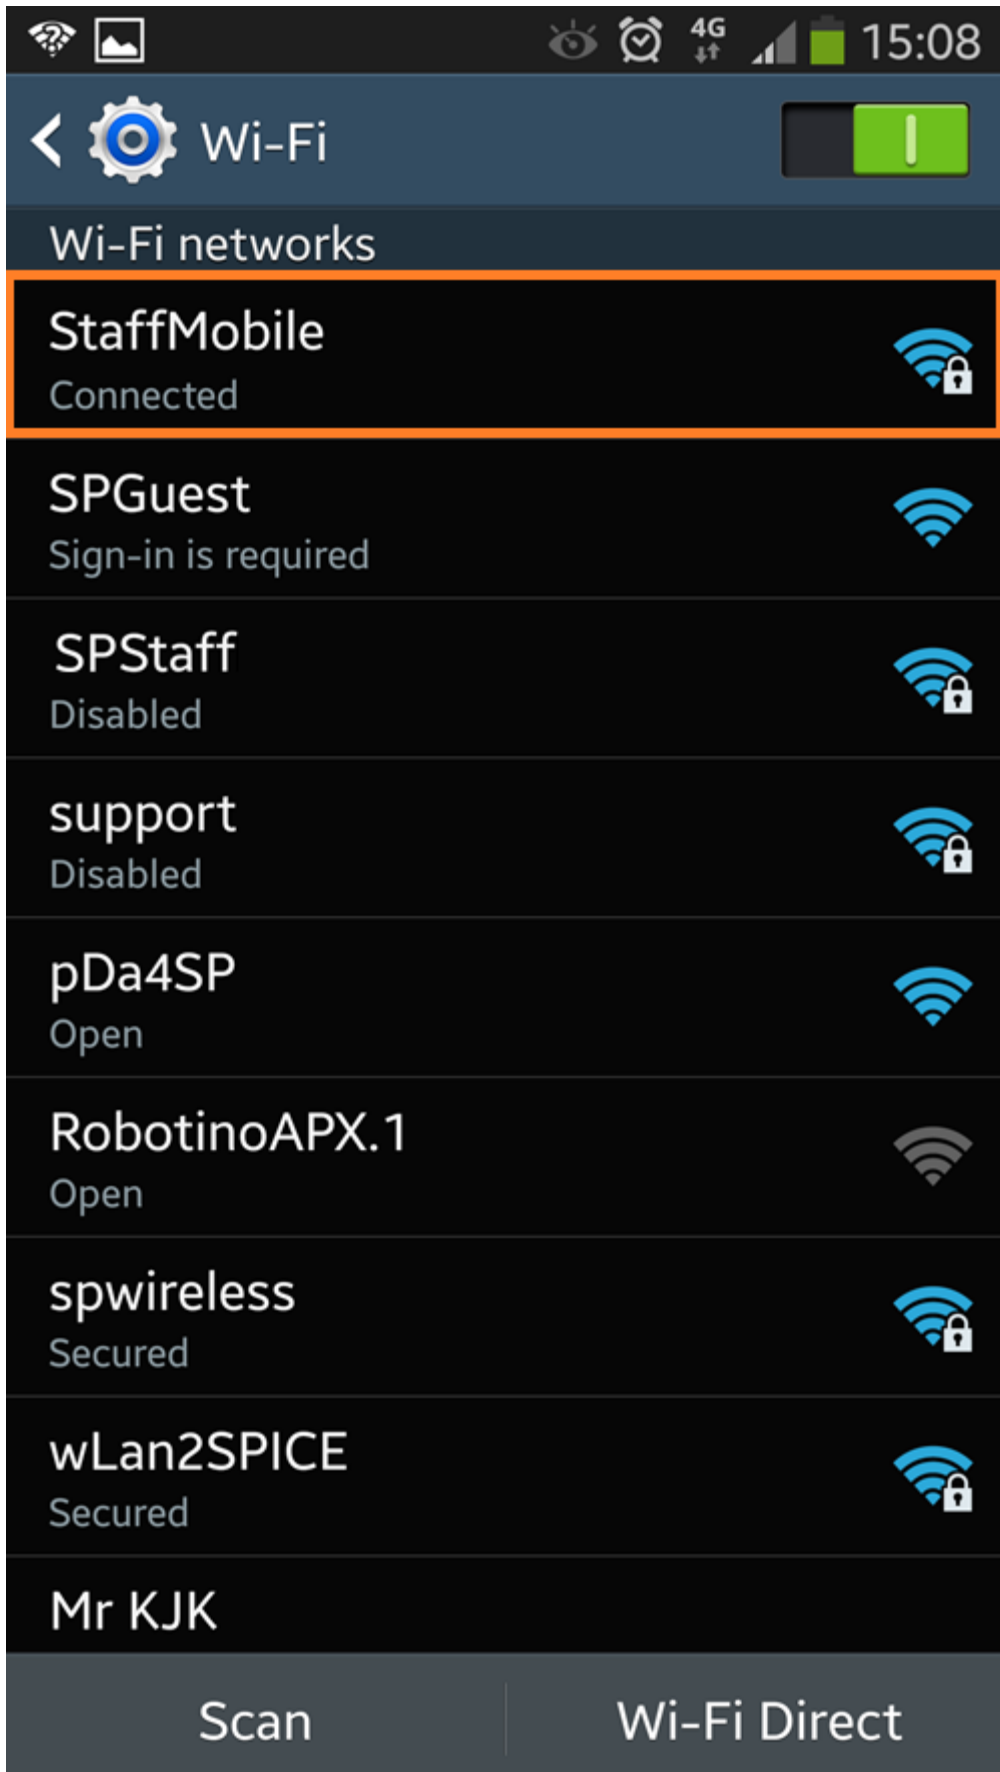 4G 15:08
Wi-Fi
Wi-Fi networks
StaffMobile
Connected
SPGuest
Sign-in is required
SPStaff
Disabled
support
Disabled
pDa4SP
Open
RobotinoAPX.1
Open
spwireless
Secured
wLan2SPICE
Secured
Mr KJK
Scan Wi-Fi Direct